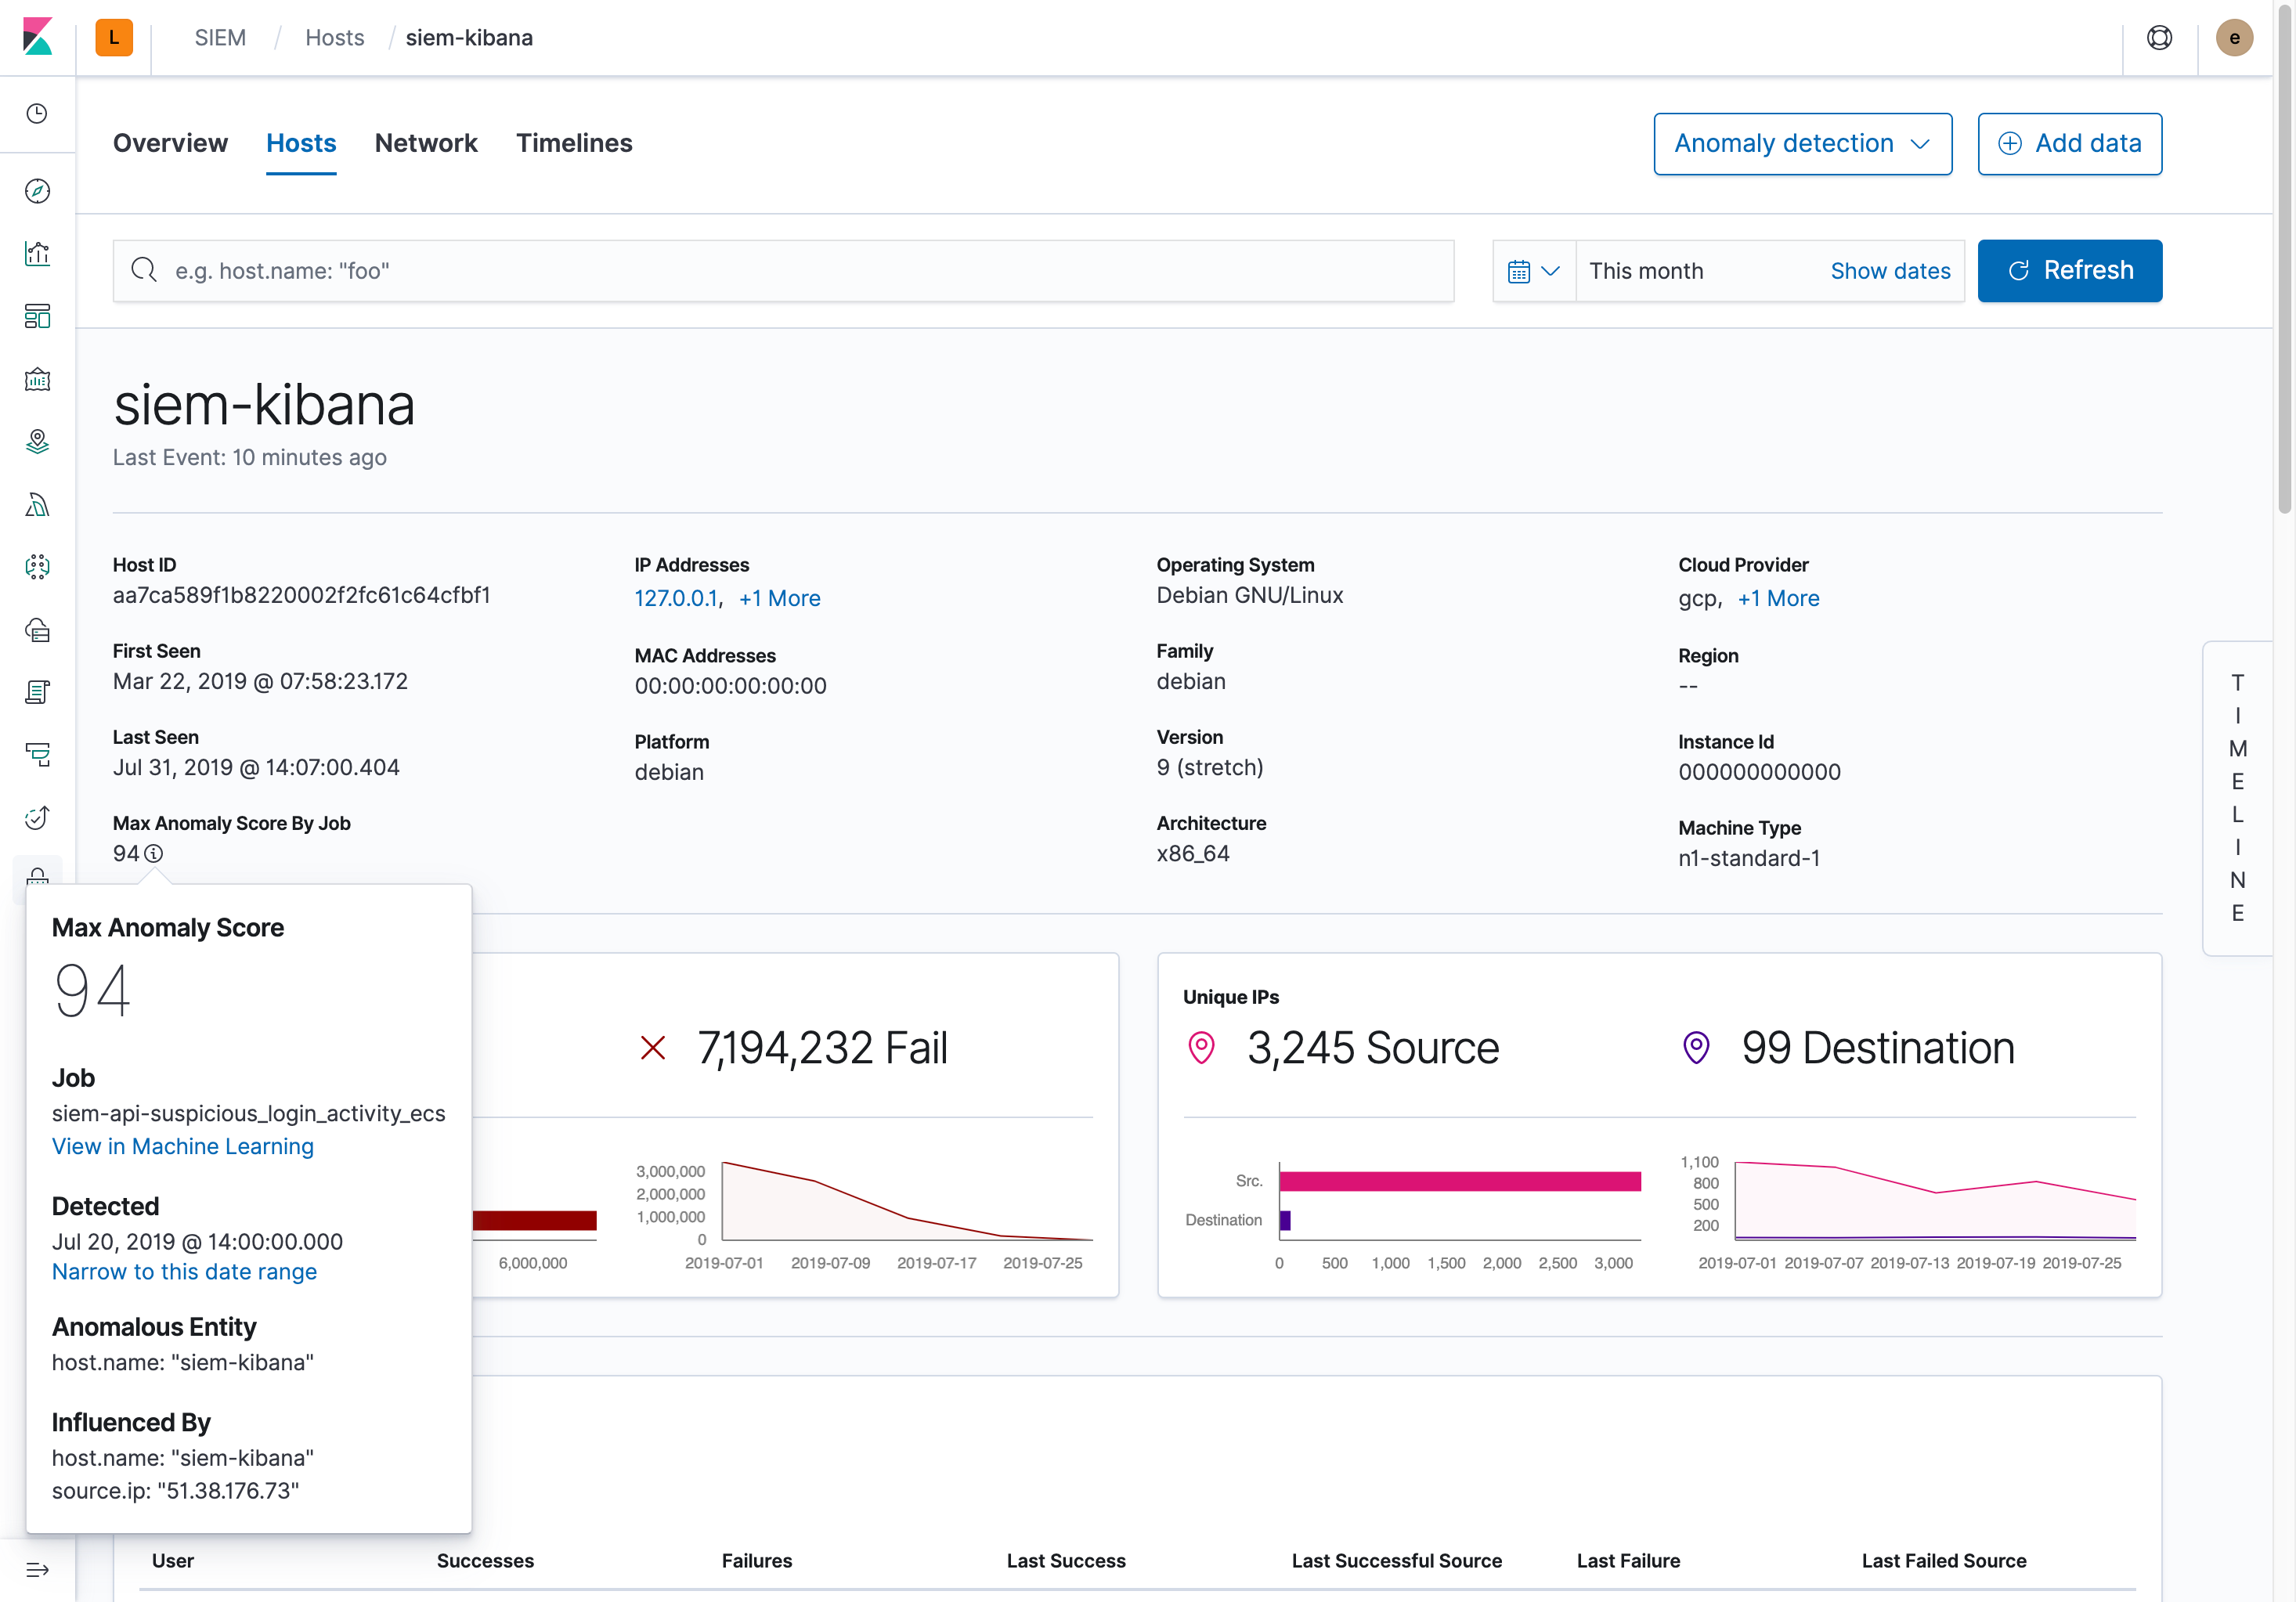 L
SIEM / Hosts / siem-kibana
e
Overview Hosts Network Timelines
Anomaly detection
Add data
e.g. host.name: "foo"
This month
Show dates
Refresh
siem-kibana
Last Event: 10 minutes ago
Host ID
aa7ca589f1b8220002f2fc61c64cfbf1
First Seen
Mar 22, 2019 @ 07:58:23.172
Last Seen
Jul 31, 2019 @ 14:07:00.404
Max Anomaly Score By Job
94
IP Addresses
127.0.0.1, +1 More
MAC Addresses
00:00:00:00:00:00
Platform
debian
Operating System
Debian GNU/Linux
Family
debian
Version
9 (stretch)
Architecture
x86_64
Cloud Provider
gcp, +1 More
Region
--
Instance Id
000000000000
Machine Type
n1-standard-1
TIMELINE
Max Anomaly Score
94
Job
siem-api-suspicious_login_activity_ecs
View in Machine Learning
Detected
Jul 20, 2019 @ 14:00:00.000
Narrow to this date range
Anomalous Entity
host.name: "siem-kibana"
Influenced By
host.name: "siem-kibana"
source.ip: "51.38.176.73"
7,194,232 Fail
6,000,000
3,000,000
2,000,000
1,000,000
0
2019-07-01 2019-07-09 2019-07-17 2019-07-25
Unique IPs
3,245 Source
99 Destination
Src.
Destination
0 500 1,000 1,500 2,000 2,500 3,000
1,100
800
500
200
2019-07-01 2019-07-07 2019-07-13 2019-07-19 2019-07-25
User Successes Failures Last Success Last Successful Source Last Failure Last Failed Source